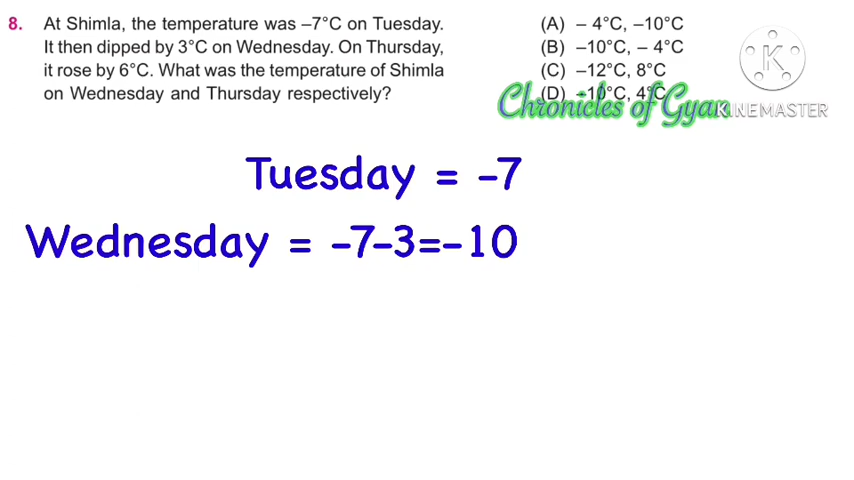 8. At Shimla, the temperature was –7°C on Tuesday.
It then dipped by 3°C on Wednesday. On Thursday,
it rose by 6°C. What was the temperature of Shimla
on Wednesday and Thursday respectively?
(A) – 4°C, –10°C
(B) –10°C, – 4°C
(C) –12°C, 8°C
(D) –10°C, 4°C
Chronicles of Gyan
K
KINEMASTER
Tuesday = -7
Wednesday = -7-3=-10